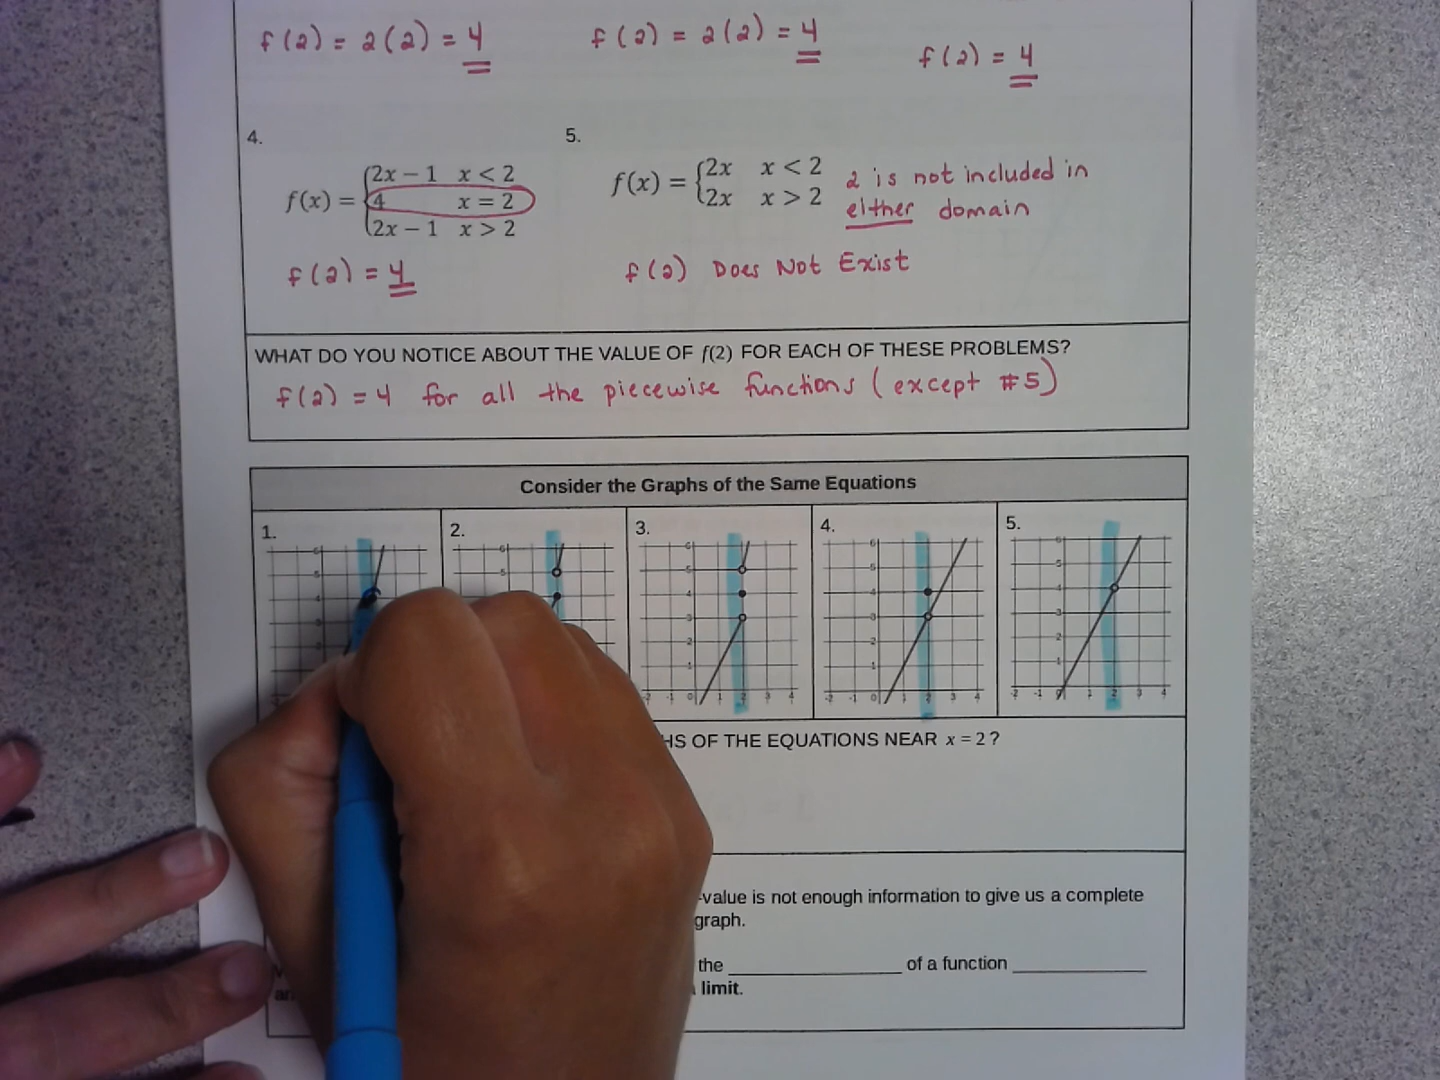 f(2) = 2(2) = 4 f(2) = 2(2) = 4 f(2) = 4
4. 5.
f(x) = {2x − 1 x < 2
4 x = 2
2x − 1 x > 2
f(x) = {2x x < 2
2x x > 2
2 is not included in
either domain
f(2) = 4 f(2) Does Not Exist
WHAT DO YOU NOTICE ABOUT THE VALUE OF f(2) FOR EACH OF THESE PROBLEMS?
f(2) = 4 for all the piecewise functions (except #5)
Consider the Graphs of the Same Equations
1. 2. 3. 4. 5.
OF THE EQUATIONS NEAR x = 2?
-value is not enough information to give us a complete
graph.
the ____ of a function ____
limit.